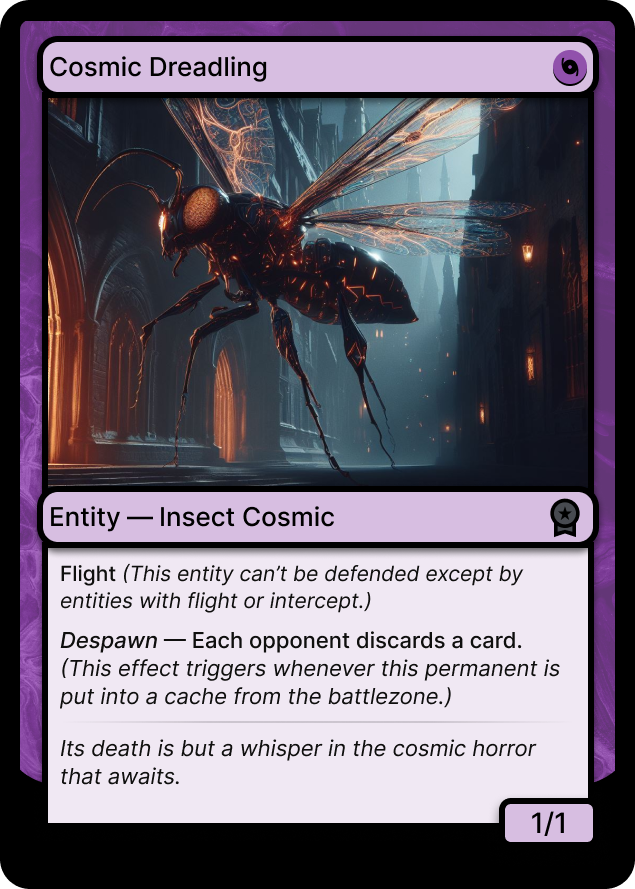 Cosmic Dreadling
Entity — Insect Cosmic
Flight (This entity can’t be defended except by
entities with flight or intercept.)
Despawn — Each opponent discards a card.
(This effect triggers whenever this permanent is
put into a cache from the battlezone.)
Its death is but a whisper in the cosmic horror
that awaits.
1/1